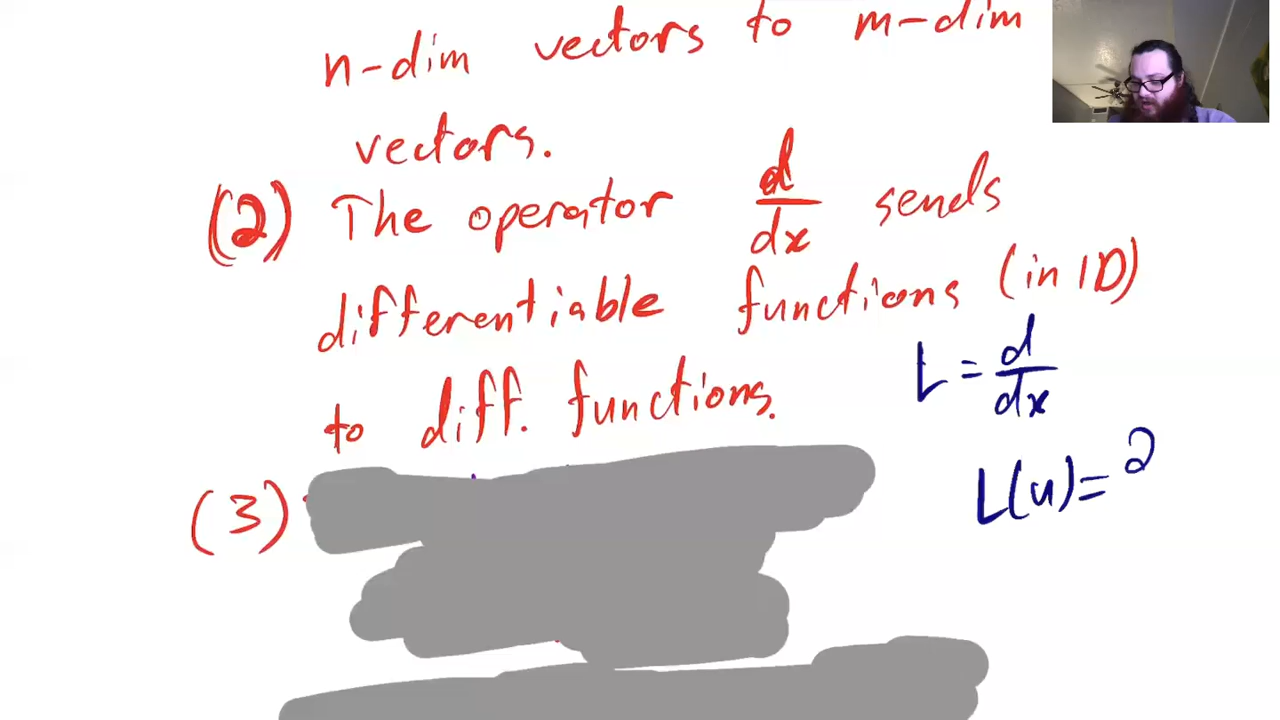 n-dim vectors to m-dim
vectors.
(2) The operator d/dx sends
differentiable functions (in 1D)
to diff. functions.
L = d/dx
L(u) = 2
(3)